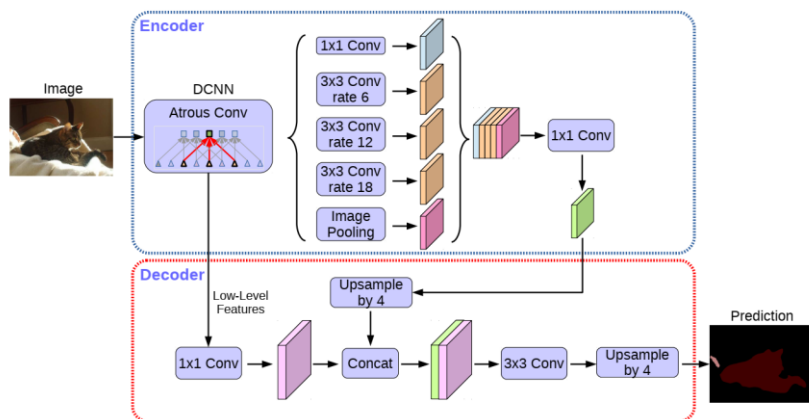 Encoder
Image
DCNN
Atrous Conv
1x1 Conv
3x3 Conv
rate 6
3x3 Conv
rate 12
3x3 Conv
rate 18
Image
Pooling
1x1 Conv
Decoder
Low-Level
Features
Upsample
by 4
1x1 Conv
Concat
3x3 Conv
Upsample
by 4
Prediction